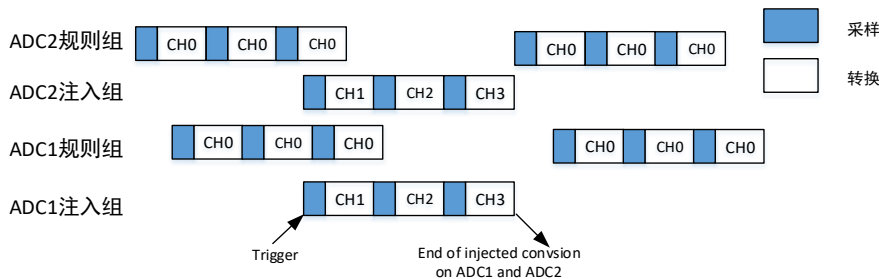 ADC2规则组 CH0 CH0 CH0 CH0 CH0 CH0 采样
ADC2注入组 CH1 CH2 CH3 转换
ADC1规则组 CH0 CH0 CH0 CH0 CH0 CH0
ADC1注入组 CH1 CH2 CH3
Trigger
End of injected convsion
on ADC1 and ADC2